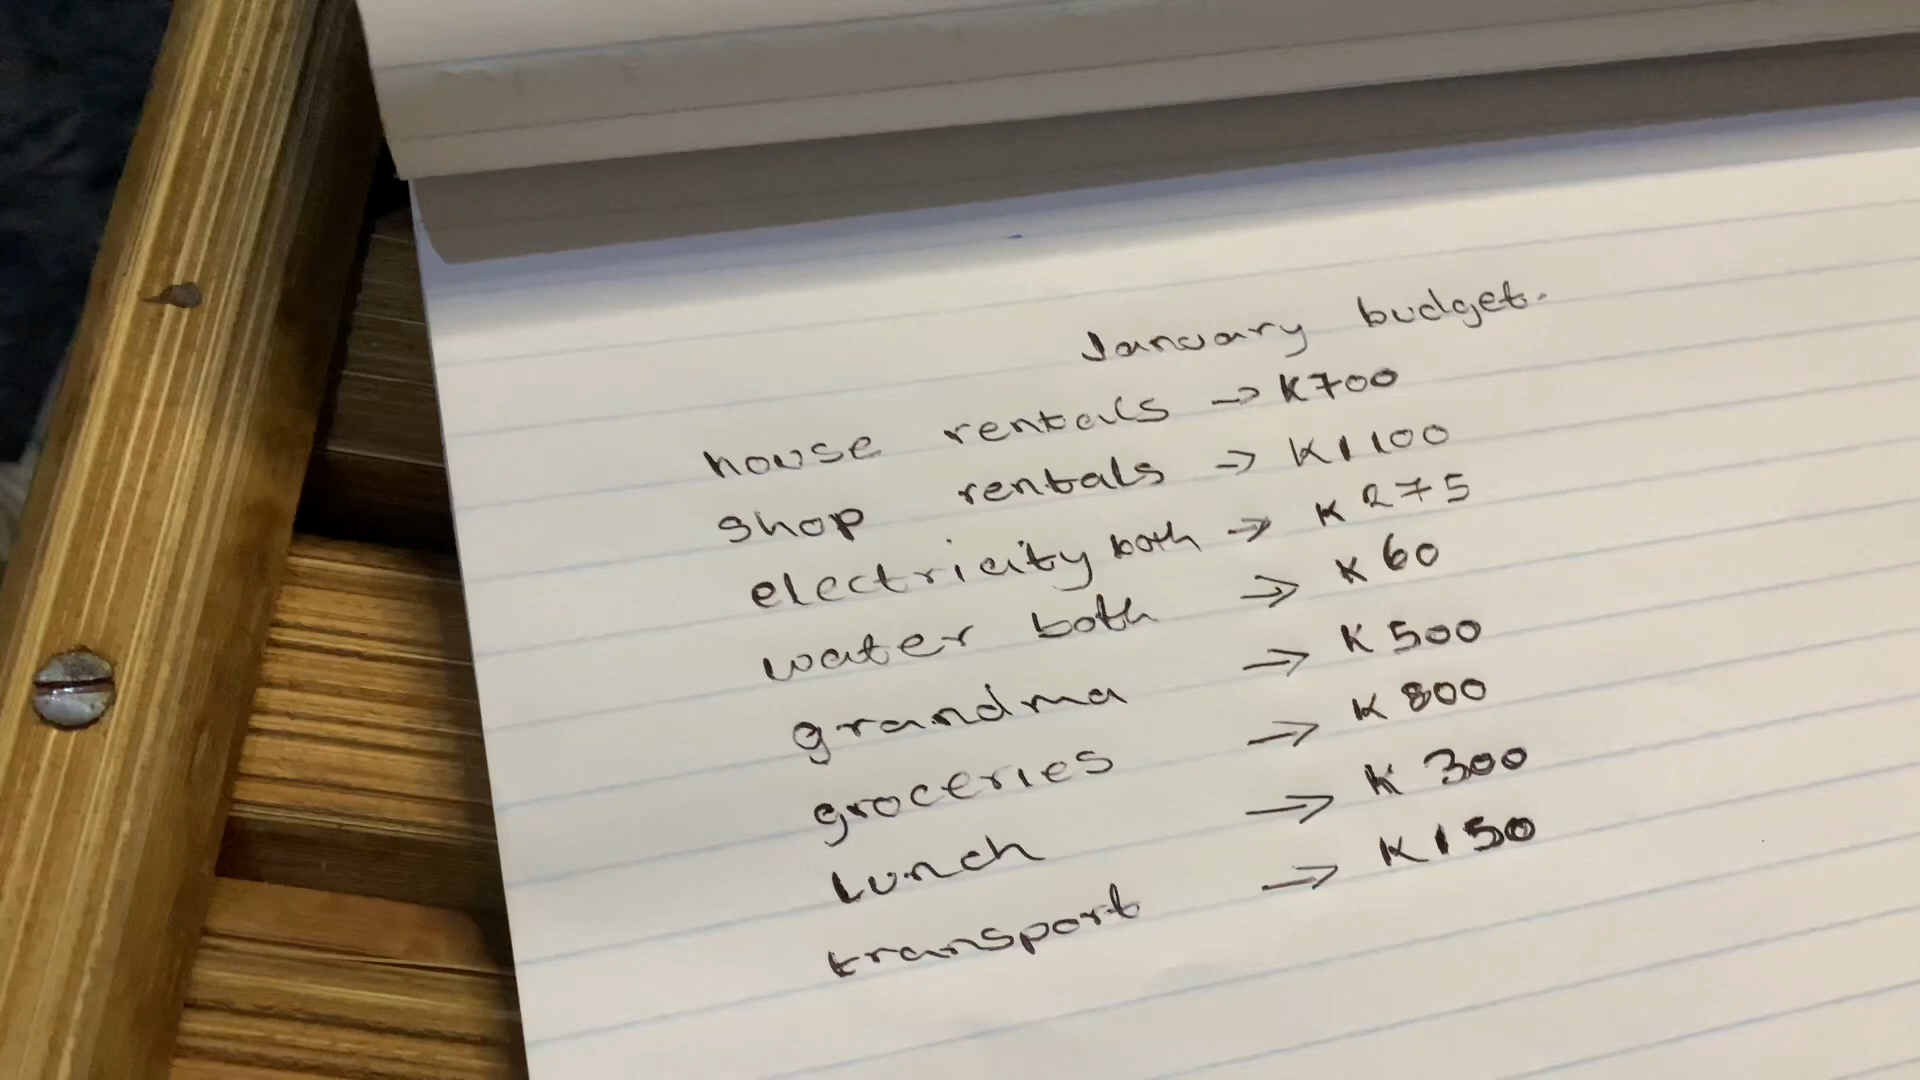 January budget.
house rentals → K700
shop rentals → K1100
electricity both → K275
water both → K60
grandma → K500
groceries → K800
lunch → K300
transport → K150